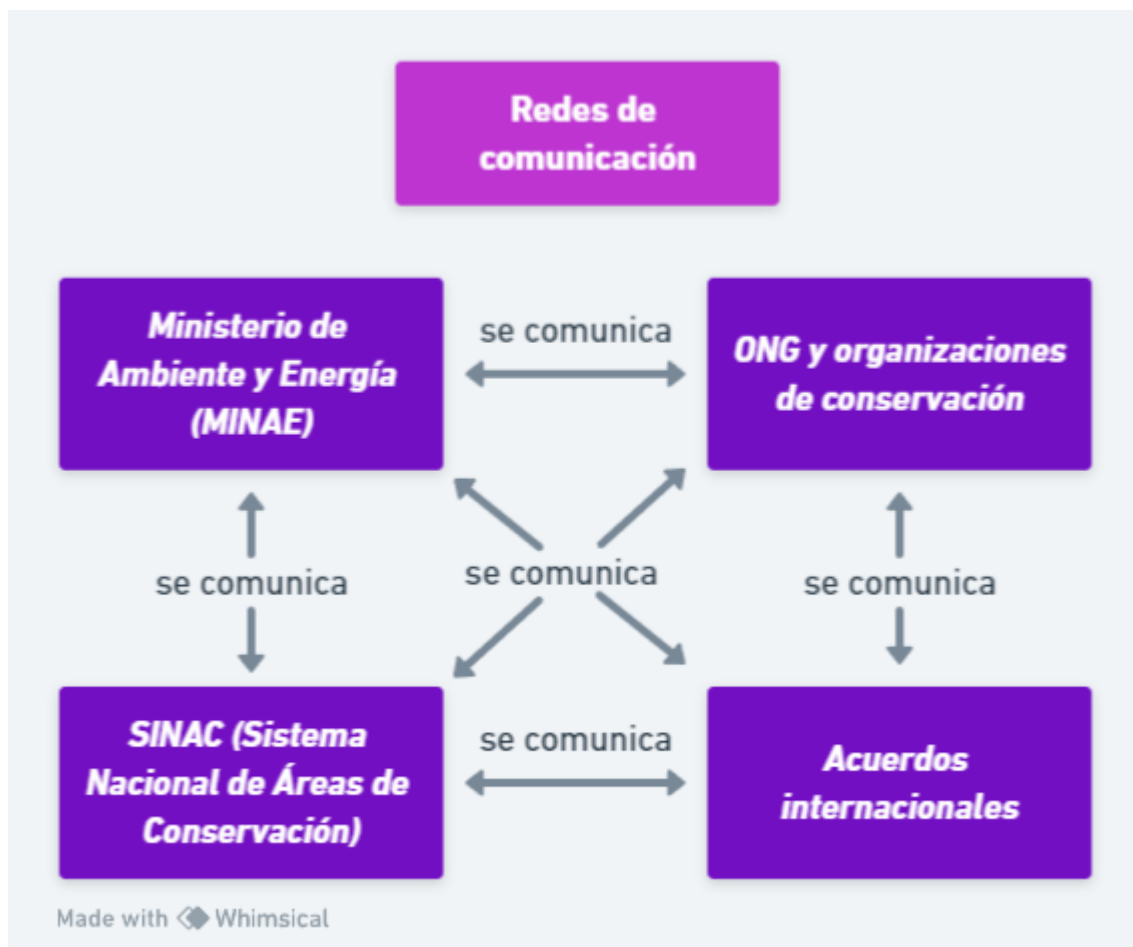 Redes de
comunicación
Ministerio de
Ambiente y Energía
(MINAE)
se comunica
ONG y organizaciones
de conservación
se comunica
se comunica
se comunica
SINAC (Sistema
Nacional de Áreas de
Conservación)
se comunica
Acuerdos
internacionales
Made with Whimsical